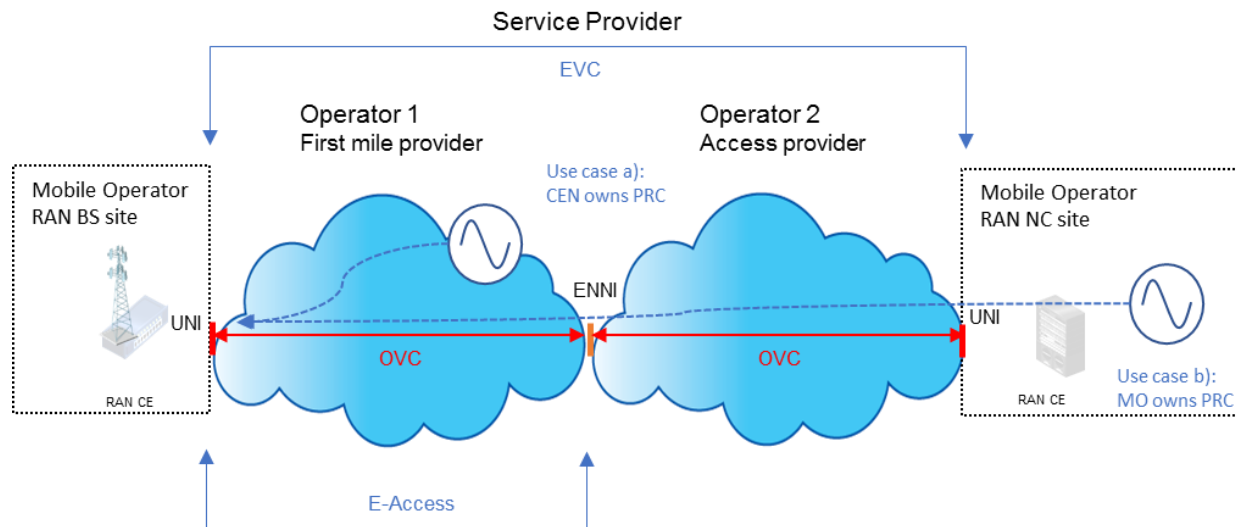 Service Provider
EVC
Operator 1
First mile provider
Operator 2
Access provider
Use case a):
CEN owns PRC
Mobile Operator
RAN BS site
Mobile Operator
RAN NC site
ENNI
UNI
UNI
OVC
OVC
Use case b):
MO owns PRC
RAN CE
RAN CE
E-Access